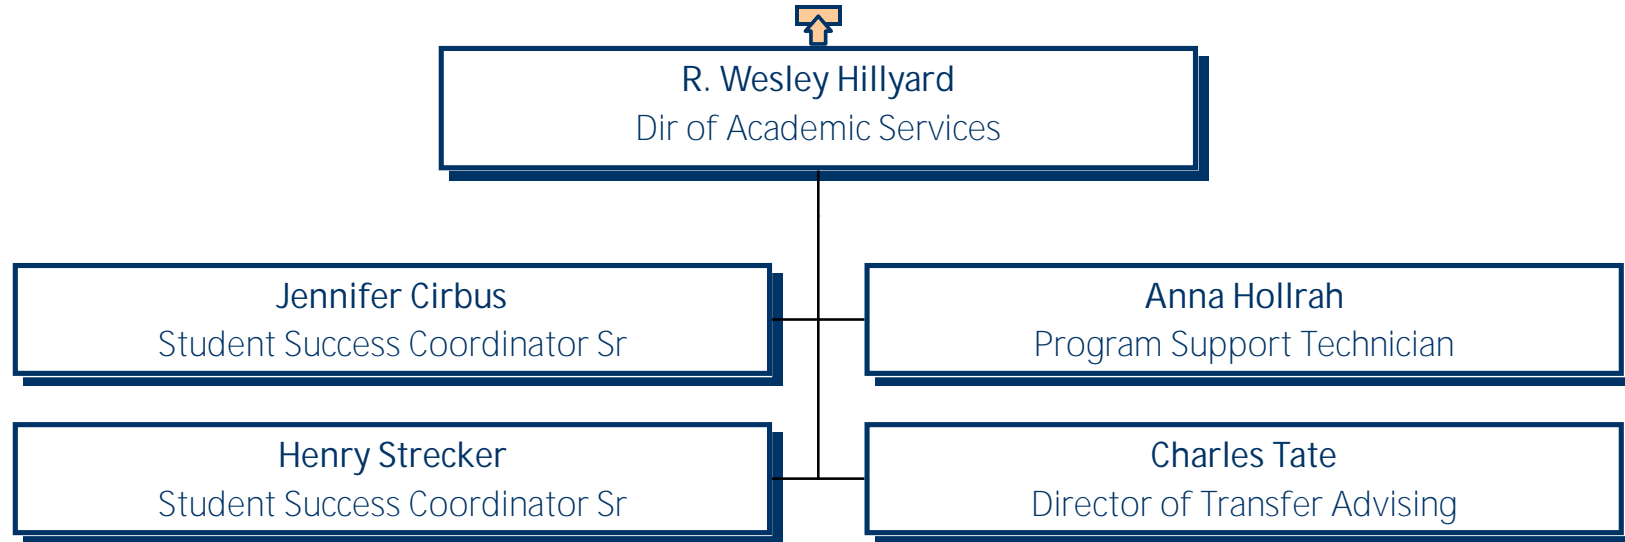 R. Wesley Hillyard
Dir of Academic Services
Jennifer Cirbus
Student Success Coordinator Sr
Anna Hollrah
Program Support Technician
Henry Strecker
Student Success Coordinator Sr
Charles Tate
Director of Transfer Advising